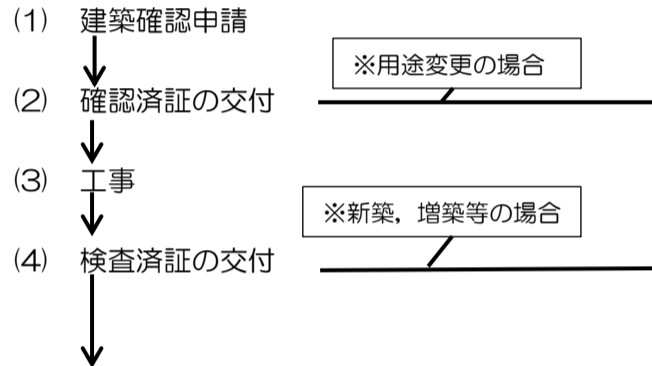 (1) 建築確認申請
※用途変更の場合
(2) 確認済証の交付
(3) 工事
※新築，増築等の場合
(4) 検査済証の交付